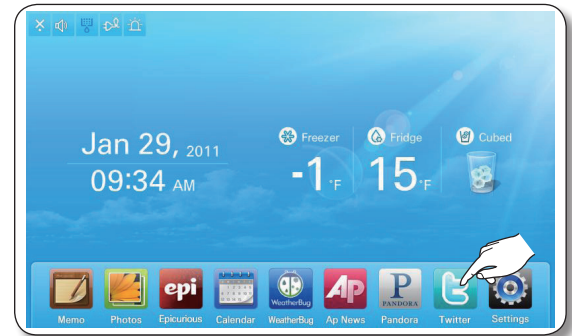 Jan 29, 2011
09:34 AM
Freezer
-1 °F
Fridge
15 °F
Cubed
epi
WeatherBug
AP
P
PANDORA
t
Memo
Photos
Epicurious
Calendar
WeatherBug
Ap News
Pandora
Twitter
Settings